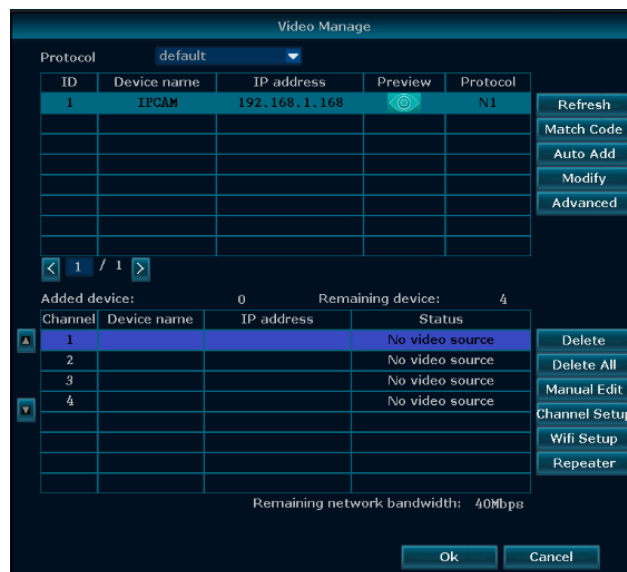 Video Manage
Protocol default
ID Device name IP address Preview Protocol
1 IPCAM 192.168.1.168 N1
Refresh
Match Code
Auto Add
Modify
Advanced
1 / 1
Added device: 0 Remaining device: 4
Channel Device name IP address Status
1 No video source Delete
2 No video source Delete All
3 No video source Manual Edit
4 No video source
Channel Setup
Wifi Setup
Repeater
Remaining network bandwidth: 40Mbps
Ok Cancel